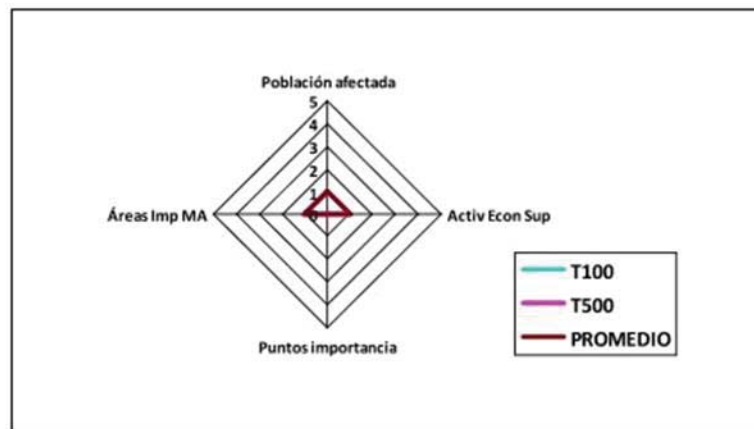 Población afectada
5
4
3
2
1
0
Áreas Imp MA
Activ Econ Sup
Puntos importancia
T100
T500
PROMEDIO